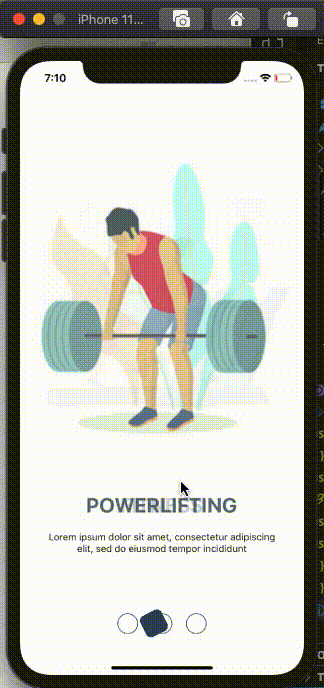 iPhone 11...
7:10
POWERLIFTING
Lorem ipsum dolor sit amet, consectetur adipiscing
elit, sed do eiusmod tempor incididunt